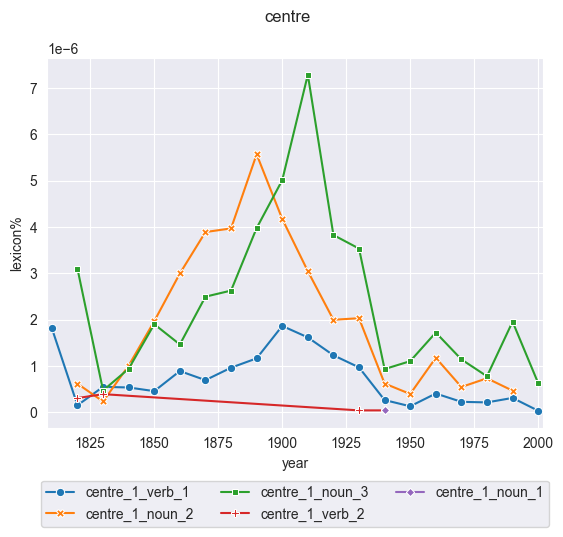 centre
1e−6
7
6
5
4
3
2
1
0
lexicon%
1825 1850 1875 1900 1925 1950 1975 2000
year
centre_1_verb_1 centre_1_noun_3 centre_1_noun_1
centre_1_noun_2 centre_1_verb_2